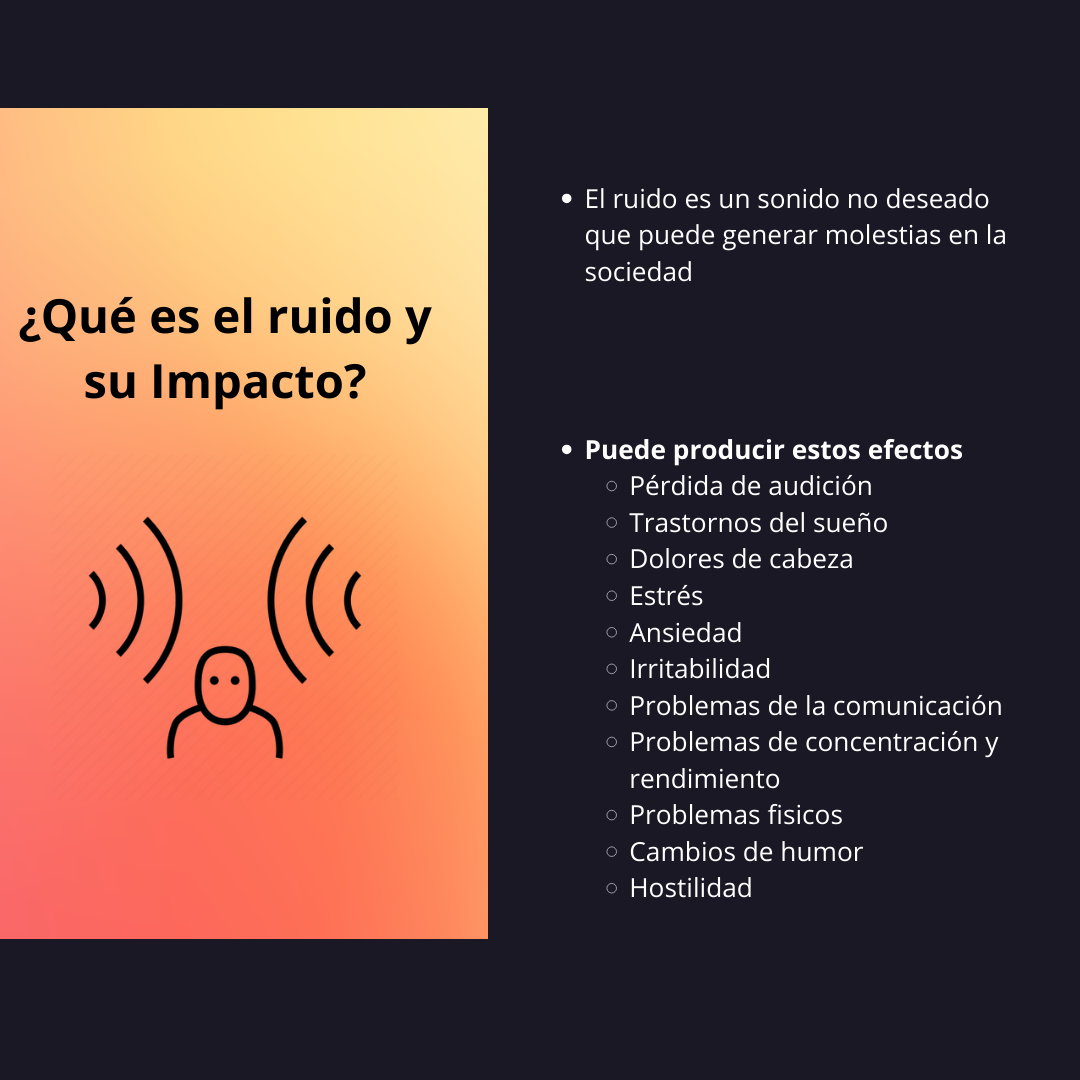 ¿Qué es el ruido y
su Impacto?
El ruido es un sonido no deseado
que puede generar molestias en la
sociedad
Puede producir estos efectos
Pérdida de audición
Trastornos del sueño
Dolores de cabeza
Estrés
Ansiedad
Irritabilidad
Problemas de la comunicación
Problemas de concentración y
rendimiento
Problemas fisicos
Cambios de humor
Hostilidad